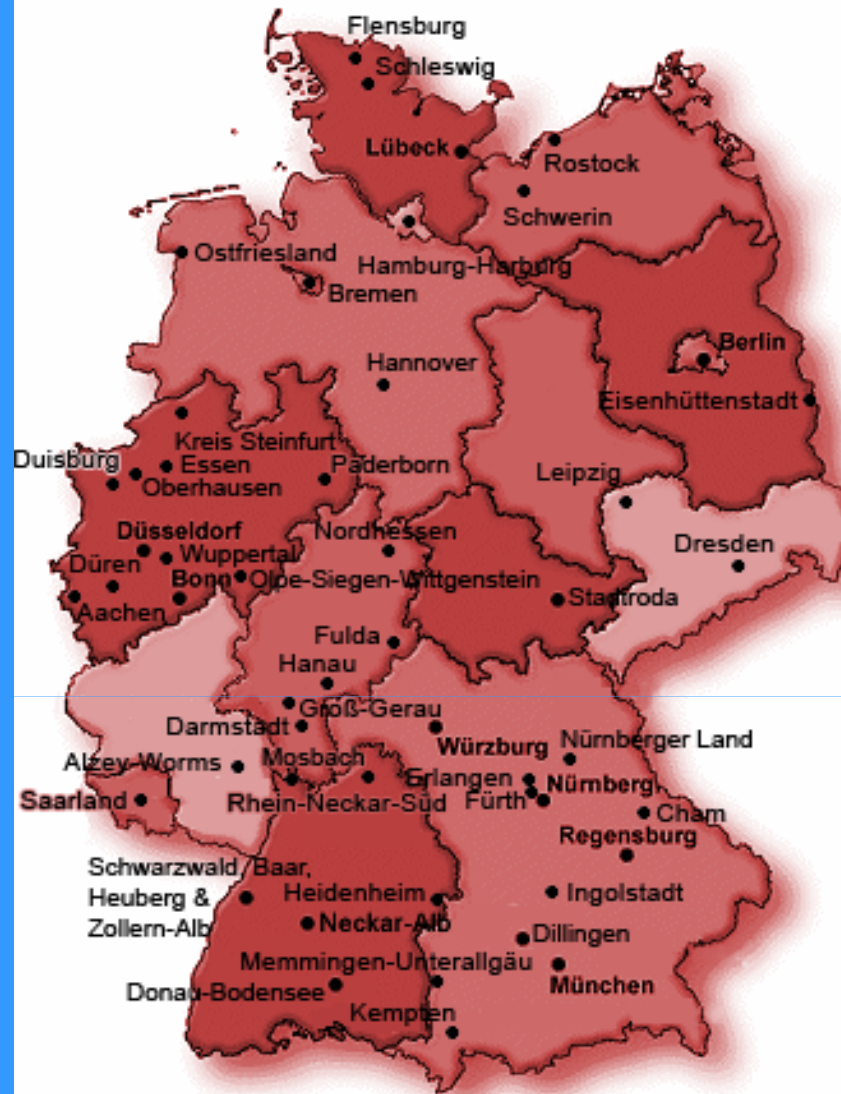 Flensburg
Schleswig
Lübeck
Rostock
Schwerin
Ostfriesland
Hamburg-Harburg
Bremen
Berlin
Hannover
Eisenhüttenstadt
Kreis Steinfurt
Duisburg
Essen
Paderborn
Leipzig
Oberhausen
Düsseldorf
Nordhessen
Dresden
Wuppertal
Düren
Bonn
Olpe-Siegen-Wittgenstein
Stadtroda
Aachen
Fulda
Hanau
Groß-Gerau
Darmstadt
Würzburg
Nürnberger Land
Mosbach
Alzey-Worms
Erlangen
Nürnberg
Saarland
Rhein-Neckar-Süd
Fürth
Cham
Regensburg
Schwarzwald, Baar,
Heuberg &
Zollern-Alb
Heidenheim
Ingolstadt
Neckar-Alb
Dillingen
Memmingen-Unterallgäu
München
Donau-Bodensee
Kempten